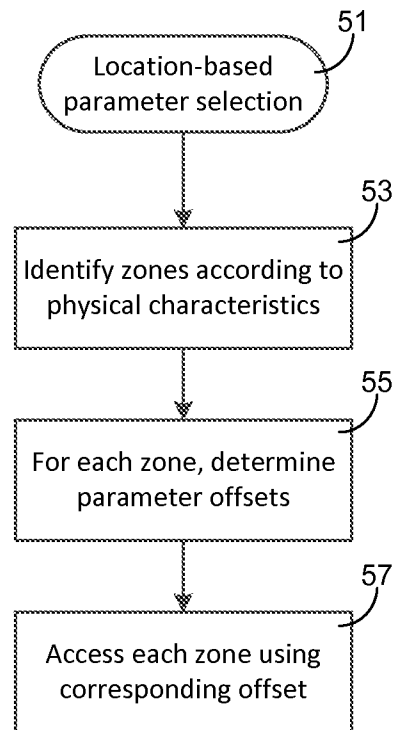 51
Location-based
parameter selection
53
Identify zones according to
physical characteristics
55
For each zone, determine
parameter offsets
57
Access each zone using
corresponding offset